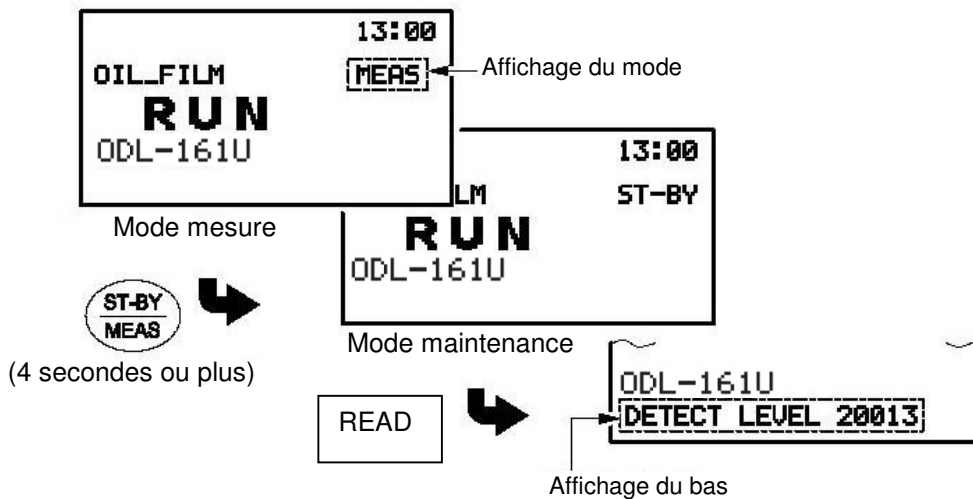 13:00
OIL_FILM MEAS Affichage du mode
RUN
ODL-161U
Mode mesure
13:00
LM ST-BY
RUN
ODL-161U
Mode maintenance
ST-BY
MEAS
(4 secondes ou plus)
READ
ODL-161U
DETECT LEVEL 20013
Affichage du bas